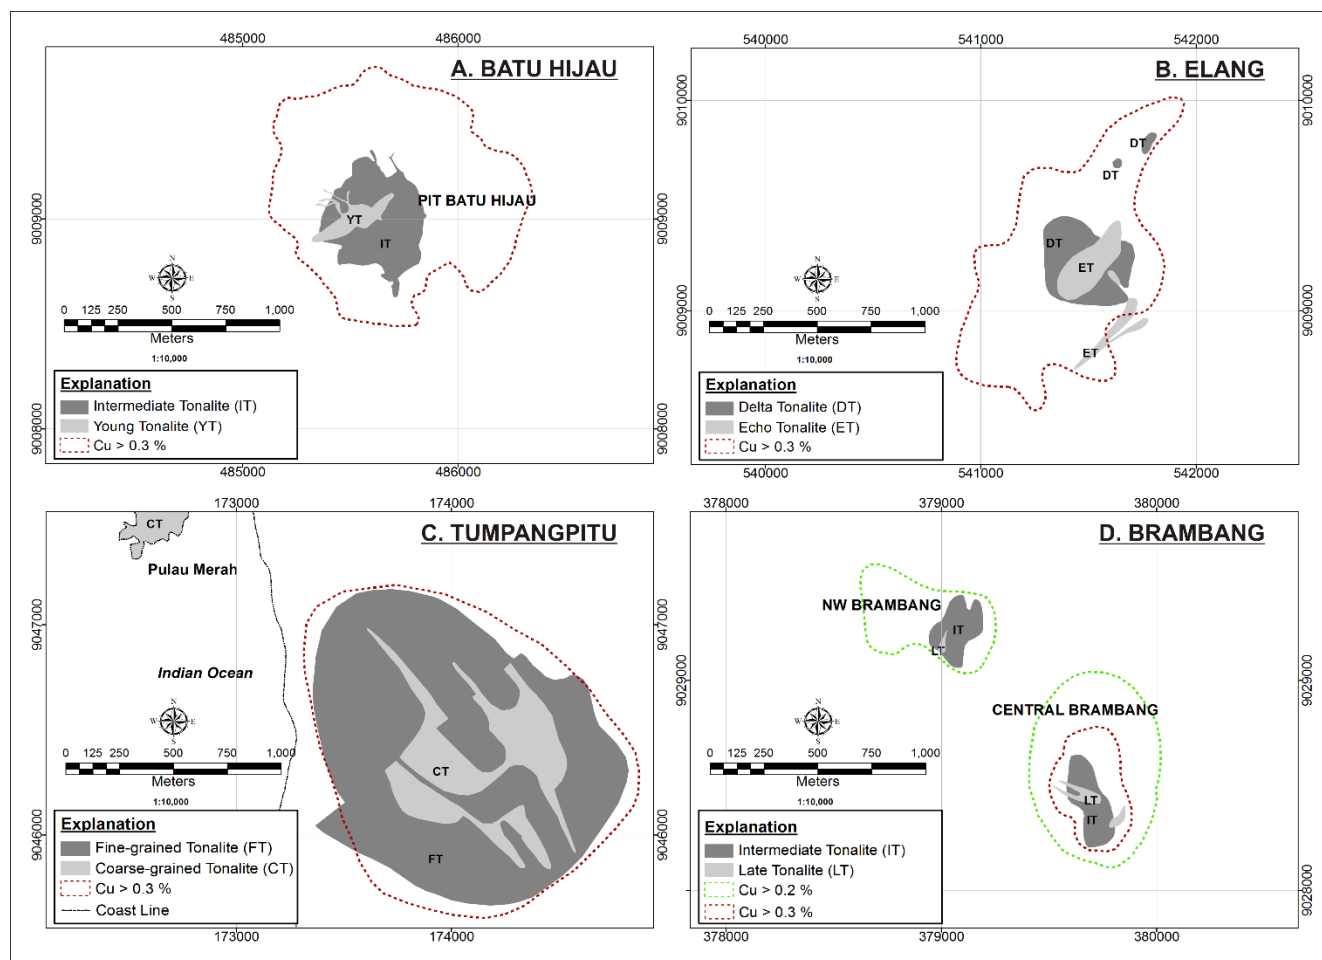 485000 486000
A. BATU HIJAU
9009000
9009000
PIT BATU HIJAU
YT
IT
N
W E
S
0 125 250 500 750 1,000
Meters
1:10,000
Explanation
Intermediate Tonalite (IT)
Young Tonalite (YT)
Cu > 0.3 %
9008000
9008000
485000 486000
540000 541000 542000
B. ELANG
9010000
9010000
DT
DT
DT
ET
N
W E
S
9009000
9009000
0 125 250 500 750 1,000
Meters
1:10,000
ET
Explanation
Delta Tonalite (DT)
Echo Tonalite (ET)
Cu > 0.3 %
540000 541000 542000
173000 174000
CT
C. TUMPANGPITU
Pulau Merah
9047000
9047000
Indian Ocean
N
W E
S
0 125 250 500 750 1,000
Meters
1:10,000
CT
FT
Explanation
Fine-grained Tonalite (FT)
Coarse-grained Tonalite (CT)
Cu > 0.3 %
Coast Line
9046000
9046000
173000 174000
378000 379000 380000
D. BRAMBANG
NW BRAMBANG
IT
LT
9029000
9029000
CENTRAL BRAMBANG
N
W E
S
0 125 250 500 750 1,000
Meters
1:10,000
LT
IT
Explanation
Intermediate Tonalite (IT)
Late Tonalite (LT)
Cu > 0.2 %
Cu > 0.3 %
9028000
9028000
378000 379000 380000